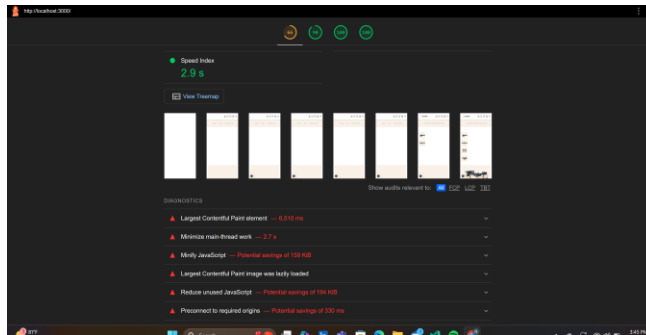 http://localhost:3000/
Speed Index
2.9 s
View Treemap
Show audits relevant to: All FCP LCP TBT
DIAGNOSTICS
Largest Contentful Paint element — 6,510 ms
Minimize main-thread work — 2.7 s
Minify JavaScript — Potential savings of 159 KiB
Largest Contentful Paint image was lazily loaded
Reduce unused JavaScript — Potential savings of 194 KiB
Preconnect to required origins — Potential savings of 330 ms
3:45 PM